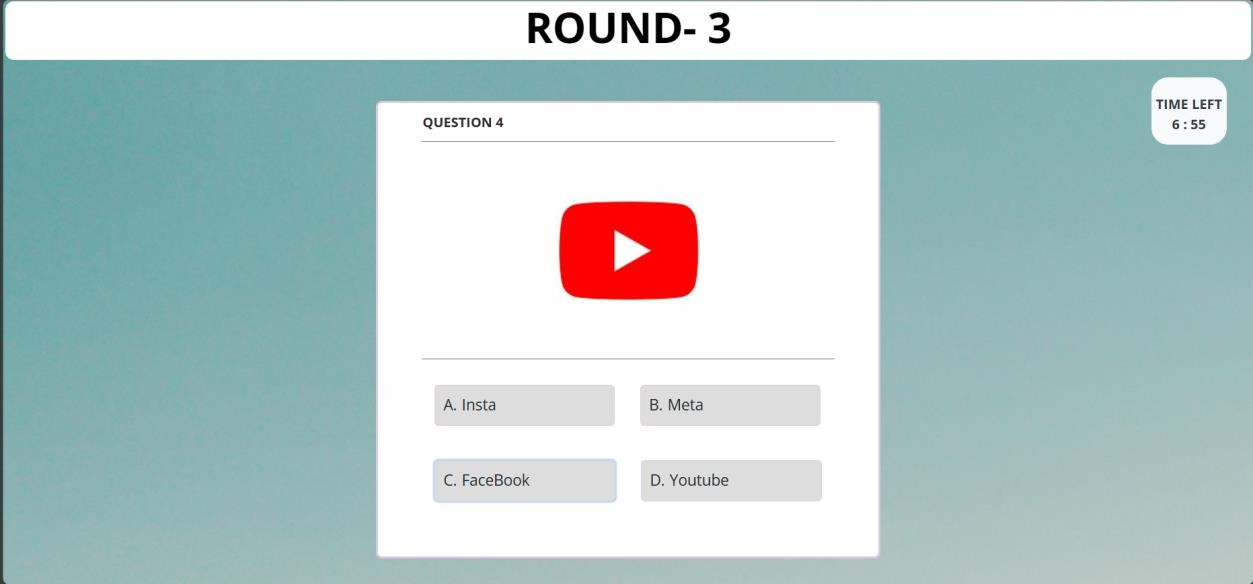 ROUND- 3
TIME LEFT
6 : 55
QUESTION 4
A. Insta
B. Meta
C. FaceBook
D. Youtube